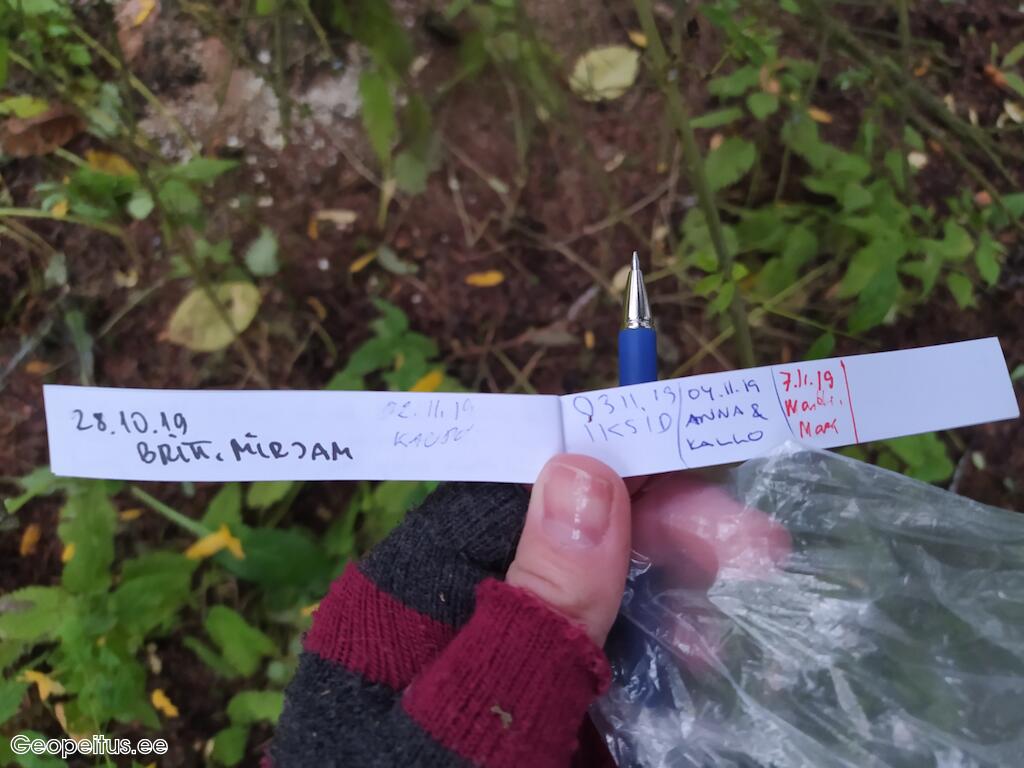 28.10.19
BRITT, MIRJAM
02.11.19
03.11.19
IKSID
04.11.19
ANNA &
KALLO
7.11.19
Mark
Geopeitus.ee